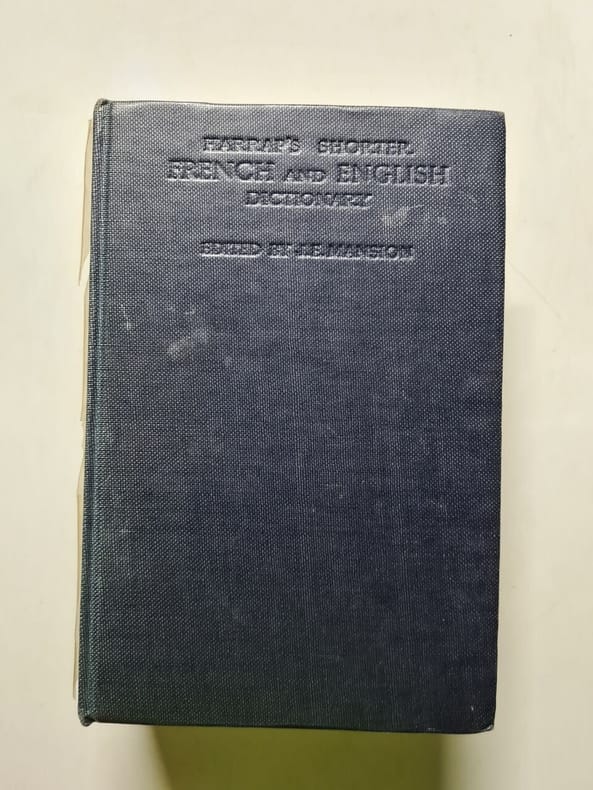 HARRAP'S SHORTER
FRENCH AND ENGLISH
DICTIONARY
EDITED BY J.E. MANSION